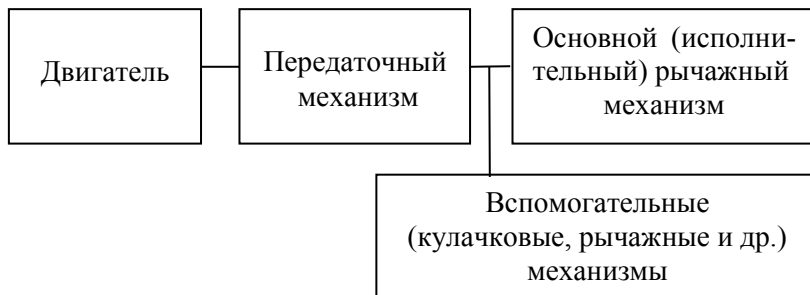 Двигатель
Передаточный
механизм
Основной (исполни-
тельный) рычажный
механизм
Вспомогательные
(кулачковые, рычажные и др.)
механизмы